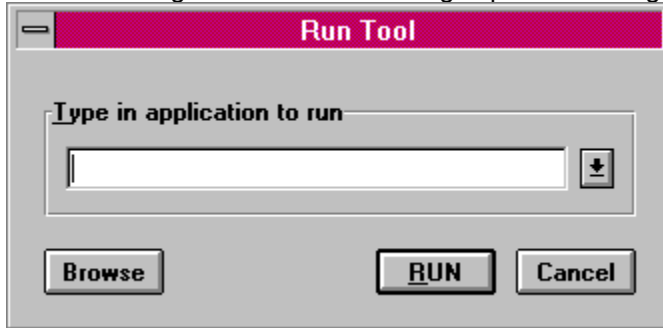 Run Tool
Type in application to run
Browse
RUN
Cancel